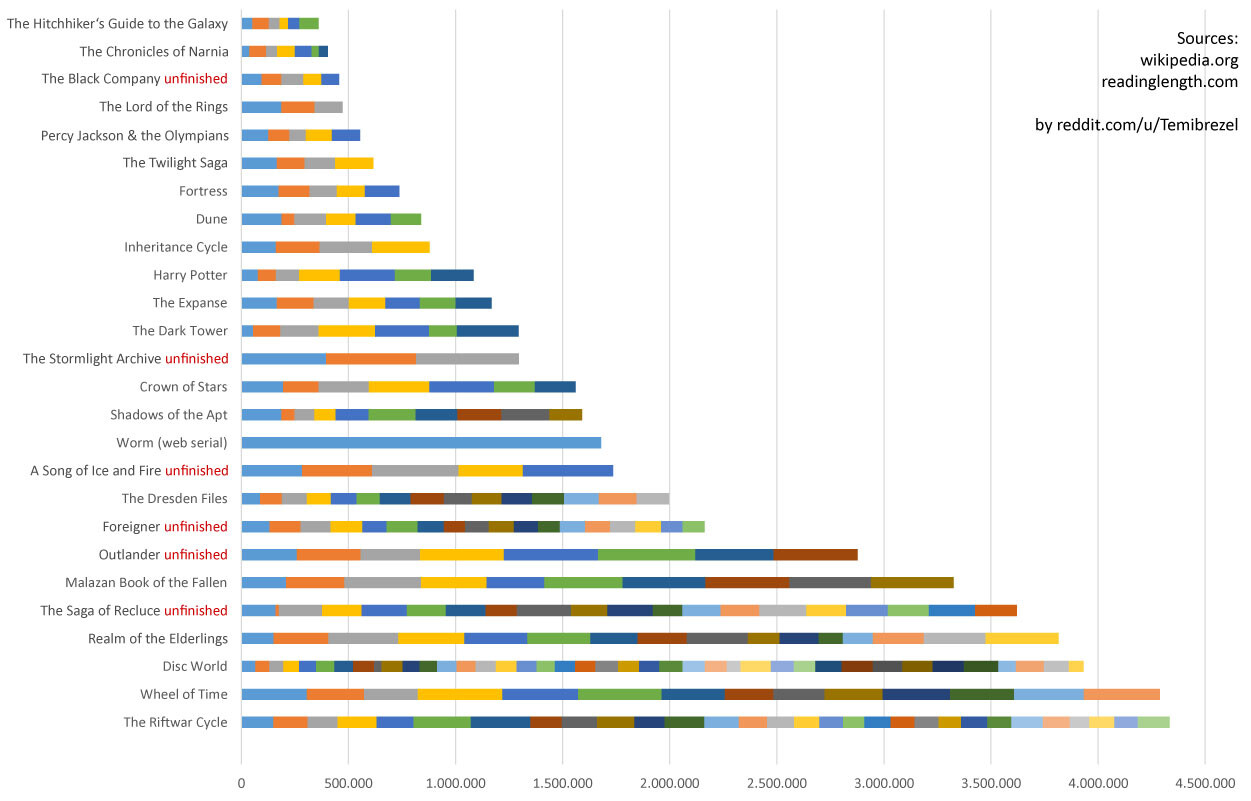 The Hitchhiker's Guide to the Galaxy
The Chronicles of Narnia
The Black Company unfinished
The Lord of the Rings
Percy Jackson & the Olympians
The Twilight Saga
Fortress
Dune
Inheritance Cycle
Harry Potter
The Expanse
The Dark Tower
The Stormlight Archive unfinished
Crown of Stars
Shadows of the Apt
Worm (web serial)
A Song of Ice and Fire unfinished
The Dresden Files
Foreigner unfinished
Outlander unfinished
Malazan Book of the Fallen
The Saga of Recluce unfinished
Realm of the Elderlings
Disc World
Wheel of Time
The Riftwar Cycle
0 500.000 1.000.000 1.500.000 2.000.000 2.500.000 3.000.000 3.500.000 4.000.000 4.500.000
Sources:
wikipedia.org
readinglength.com
by reddit.com/u/Temibrezel